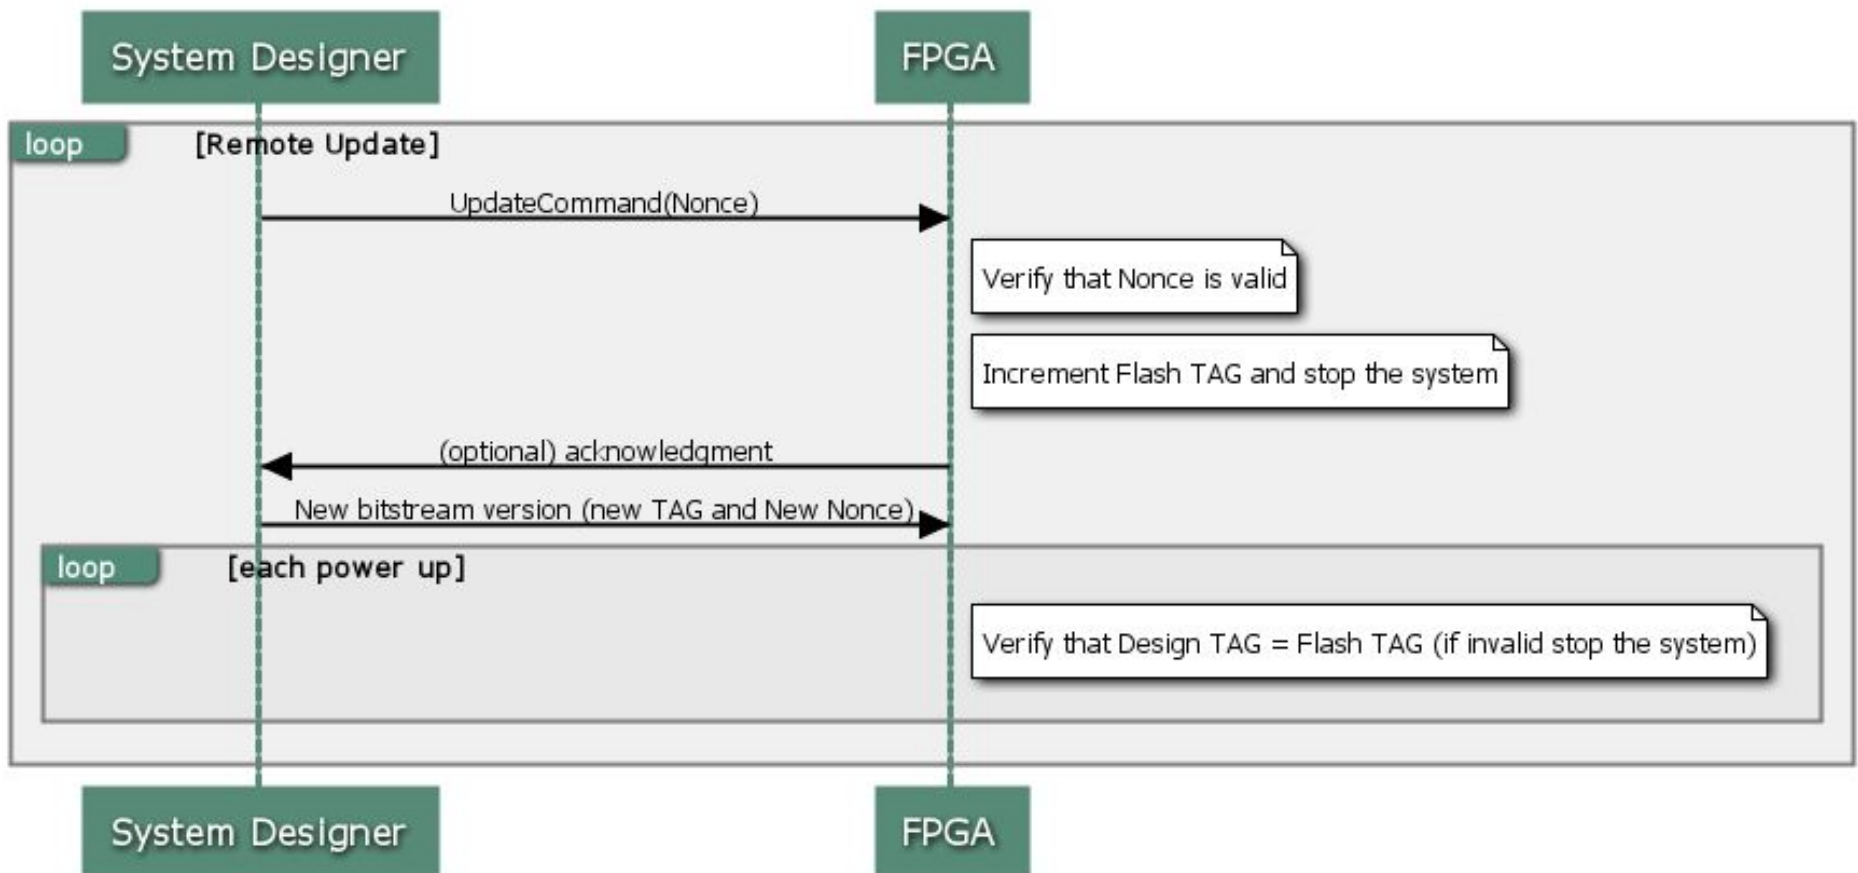 System Designer
FPGA
loop
[Remote Update]
UpdateCommand(Nonce)
Verify that Nonce is valid
Increment Flash TAG and stop the system
(optional) acknowledgment
New bitstream version (new TAG and New Nonce)
loop
[each power up]
Verify that Design TAG = Flash TAG (if invalid stop the system)
System Designer
FPGA